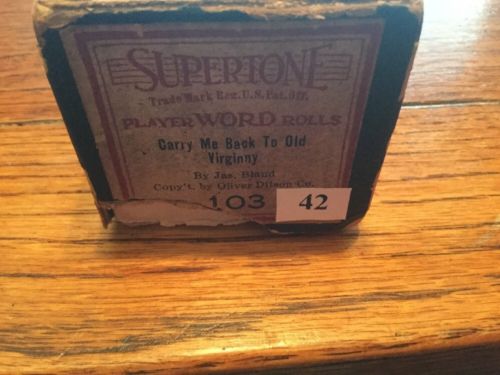 SUPERTONE
Trade Mark Reg. U.S. Pat. Off.
PLAYER WORD ROLLS
Carry Me Back To Old
Virginny
By Jas. Bland
Copy't. by Oliver Ditson Co.
103
42